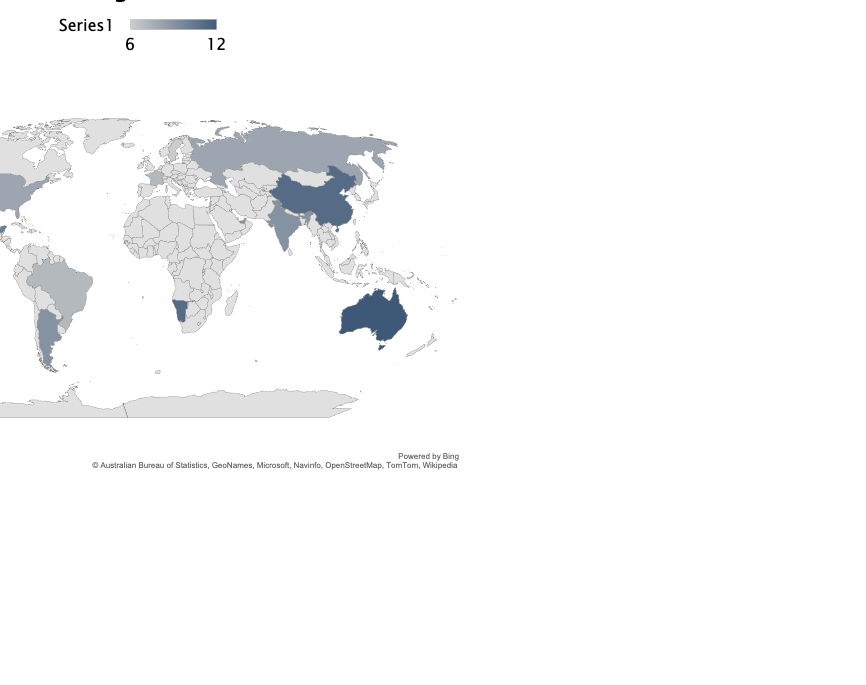 Series1
6 12
Powered by Bing
© Australian Bureau of Statistics, GeoNames, Microsoft, Navinfo, OpenStreetMap, TomTom, Wikipedia